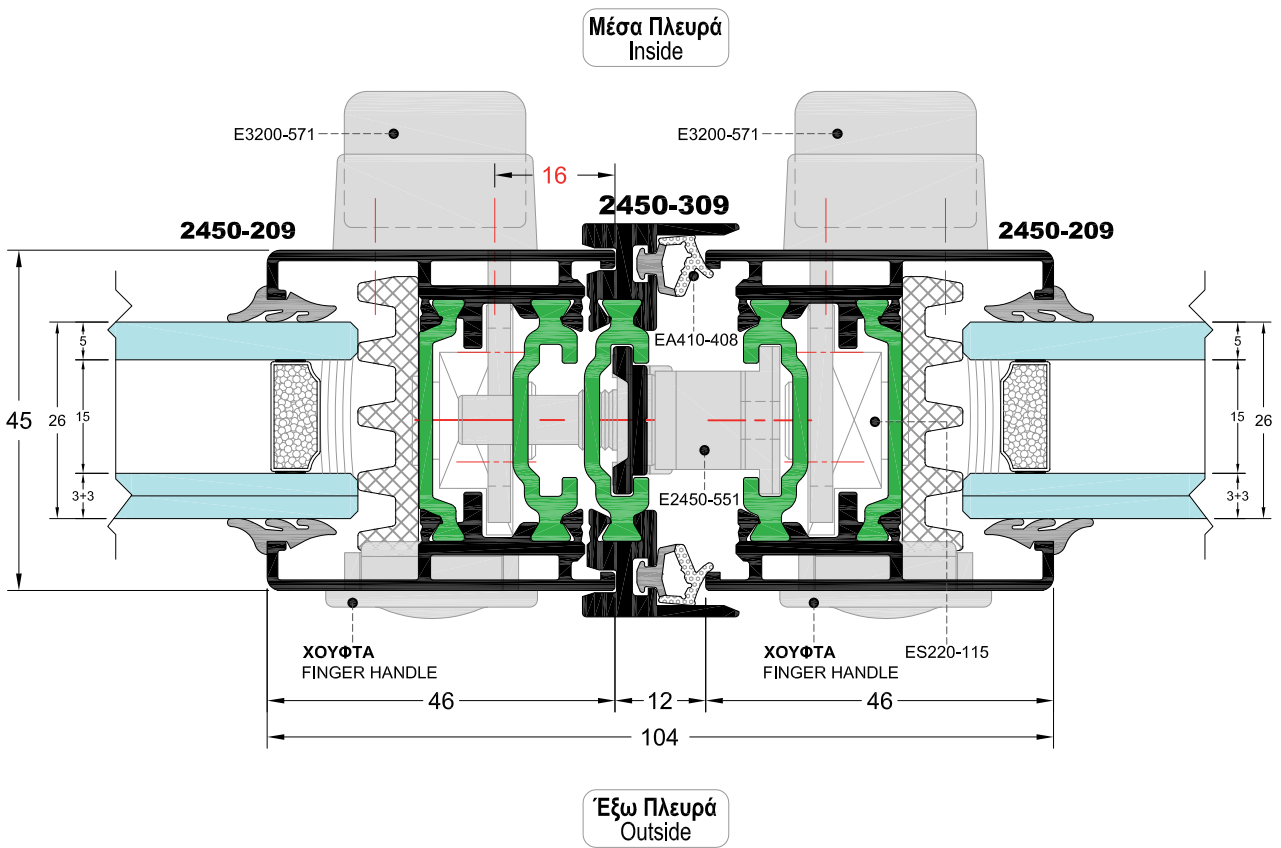 Μέσα Πλευρά
Inside
E3200-571
E3200-571
16
2450-309
2450-209
2450-209
EA410-408
5
15
26
3+3
45
5
15
26
3+3
E2450-551
ΧΟΥΦΤΑ
FINGER HANDLE
ΧΟΥΦΤΑ
FINGER HANDLE
ES220-115
46
12
46
104
Έξω Πλευρά
Outside